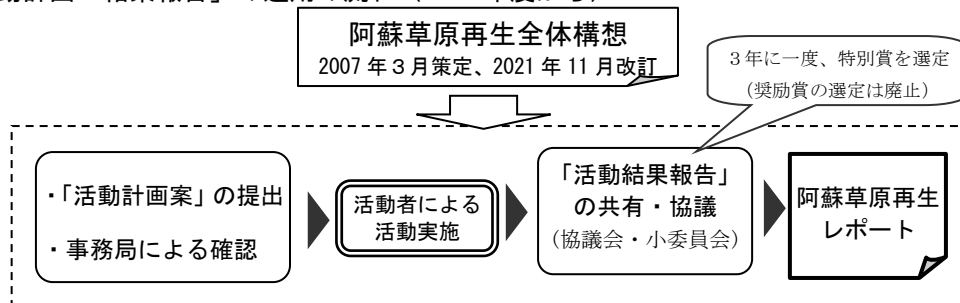 阿蘇草原再生全体構想
2007年３月策定、2021年11月改訂
３年に一度、特別賞を選定
（奨励賞の選定は廃止）
・「活動計画案」の提出
・事務局による確認
活動者による
活動実施
「活動結果報告」
の共有・協議
（協議会・小委員会）
阿蘇草原再生
レポート